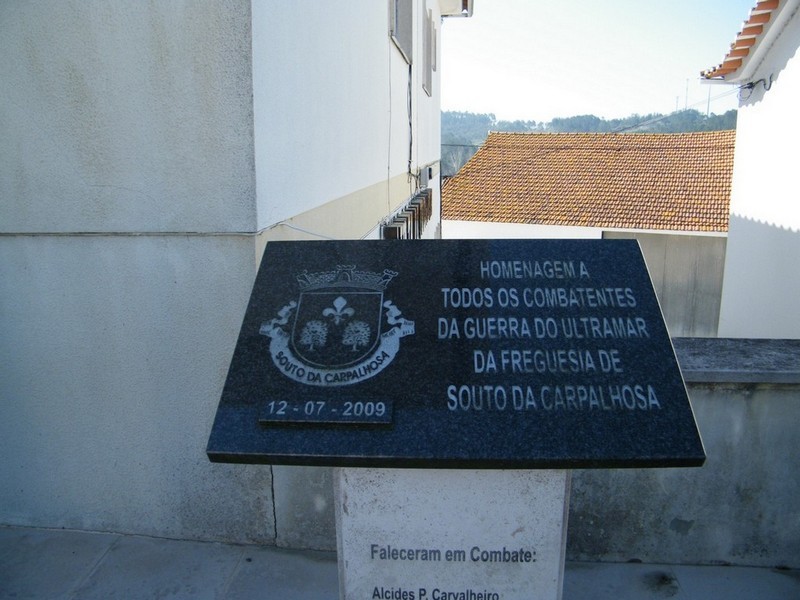 SOUTO DA CARPALHOSA
12 - 07 - 2009
HOMENAGEM A
TODOS OS COMBATENTES
DA GUERRA DO ULTRAMAR
DA FREGUESIA DE
SOUTO DA CARPALHOSA
Faleceram em Combate:
Alcides P. Carvalheiro